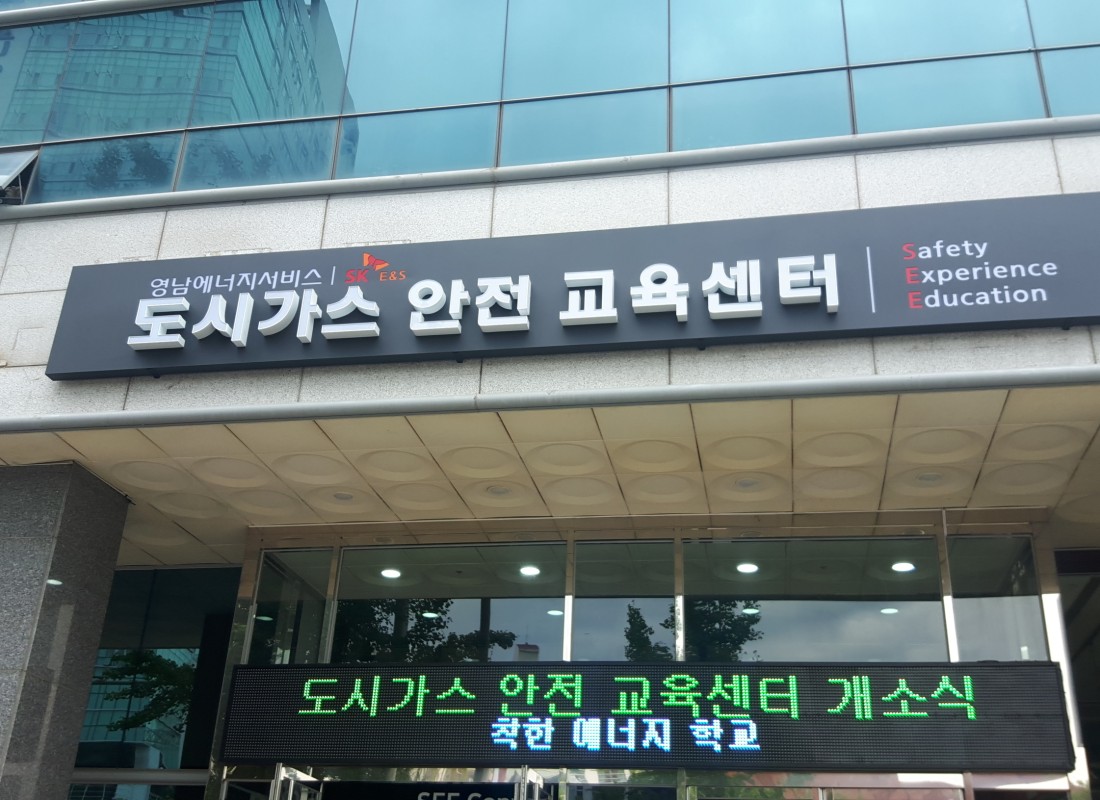 영남에너지서비스 | SK E&S
도시가스 안전 교육센터
Safety
Experience
Education
도시가스 안전 교육센터 개소식
착한 에너지 학교
SEE